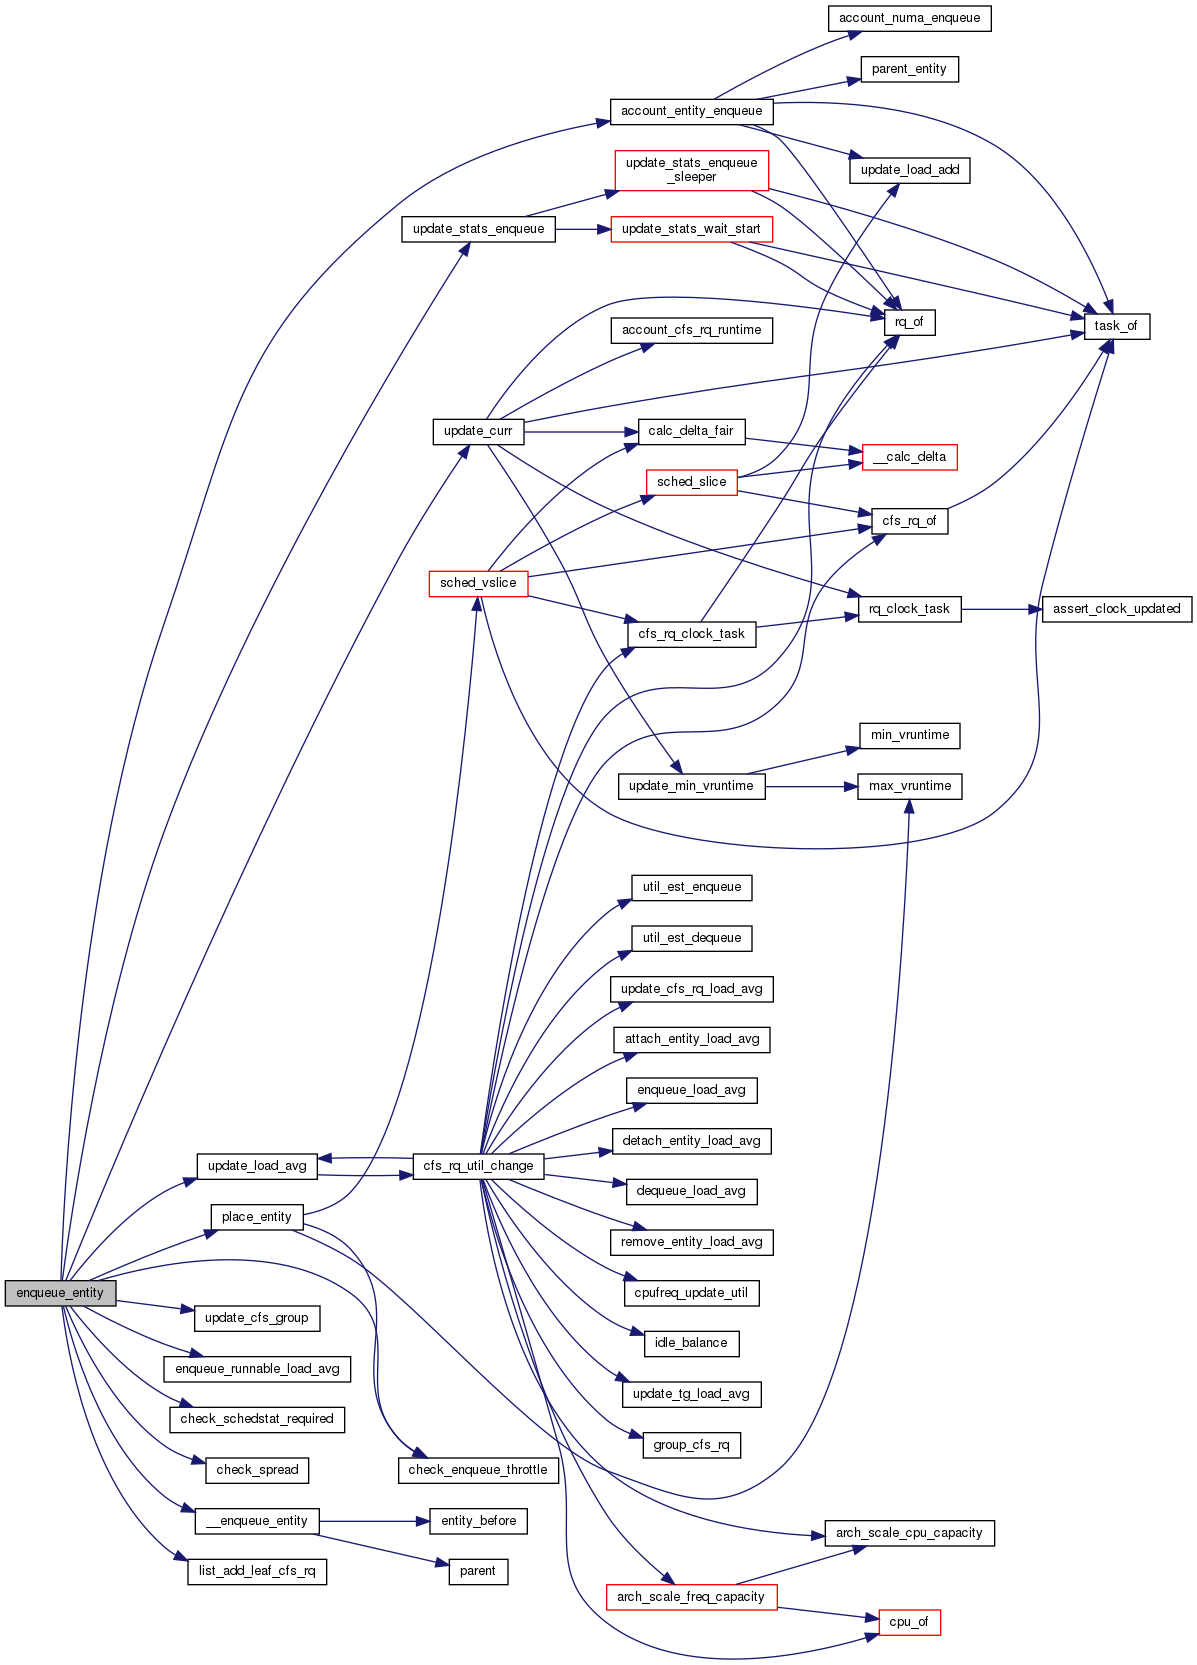 account_numa_enqueue
parent_entity
account_entity_enqueue
update_stats_enqueue
_sleeper
update_load_add
update_stats_enqueue
update_stats_wait_start
rq_of
task_of
account_cfs_rq_runtime
update_curr
calc_delta_fair
__calc_delta
sched_slice
cfs_rq_of
sched_vslice
rq_clock_task
assert_clock_updated
cfs_rq_clock_task
min_vruntime
update_min_vruntime
max_vruntime
util_est_enqueue
util_est_dequeue
update_cfs_rq_load_avg
attach_entity_load_avg
enqueue_load_avg
detach_entity_load_avg
update_load_avg
cfs_rq_util_change
dequeue_load_avg
place_entity
remove_entity_load_avg
enqueue_entity
cpufreq_update_util
update_cfs_group
idle_balance
enqueue_runnable_load_avg
update_tg_load_avg
check_schedstat_required
group_cfs_rq
check_spread
check_enqueue_throttle
__enqueue_entity
entity_before
arch_scale_cpu_capacity
list_add_leaf_cfs_rq
parent
arch_scale_freq_capacity
cpu_of